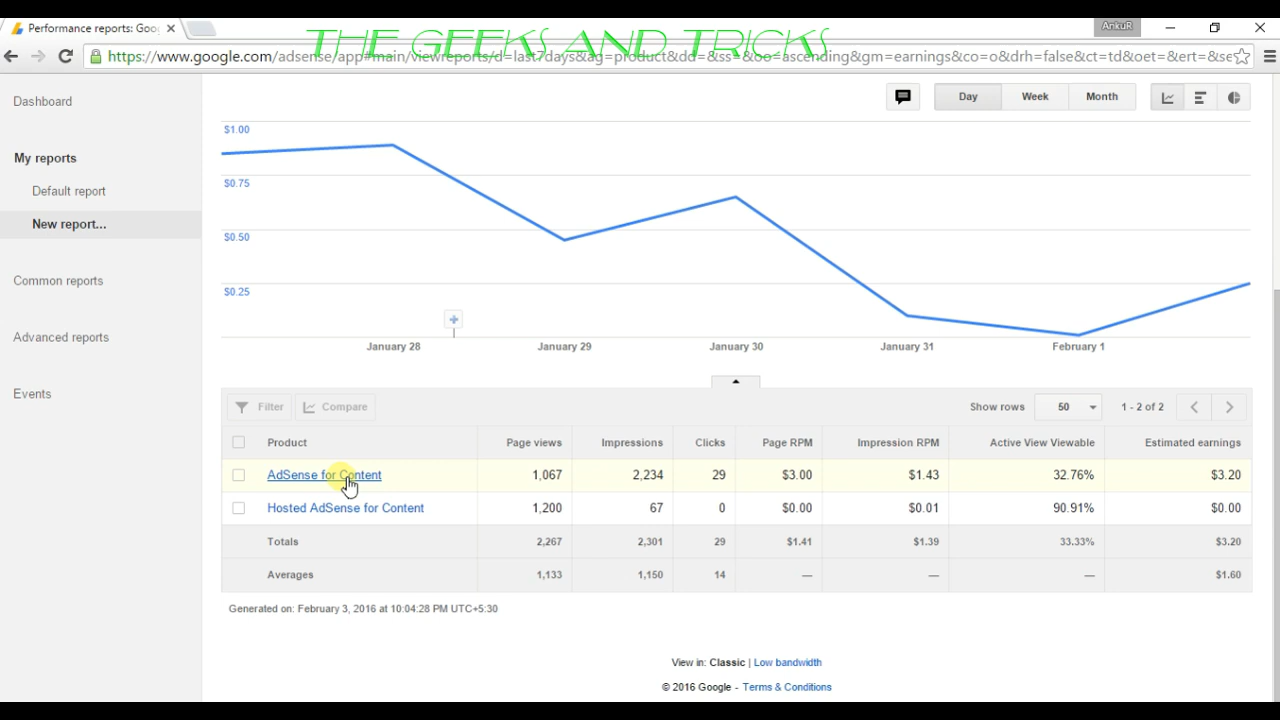 Performance reports: Goo
AnkuR
THE GEEKS AND TRICKS
https://www.google.com/adsense/app#main/viewreports/d=last7days&ag=product&dd=&ss=&oo=ascending&gm=earnings&co=o&drh=false&ct=td&oet=&ert=&se
Dashboard
My reports
Default report
New report...
Common reports
Advanced reports
Events
Day Week Month
$1.00
$0.75
$0.50
$0.25
January 28 January 29 January 30 January 31 February 1
Filter Compare Show rows 50 1 - 2 of 2
Product Page views Impressions Clicks Page RPM Impression RPM Active View Viewable Estimated earnings
AdSense for Content 1,067 2,234 29 $3.00 $1.43 32.76% $3.20
Hosted AdSense for Content 1,200 67 0 $0.00 $0.01 90.91% $0.00
Totals 2,267 2,301 29 $1.41 $1.39 33.33% $3.20
Averages 1,133 1,150 14 — — — $1.60
Generated on: February 3, 2016 at 10:04:28 PM UTC+5:30
View in: Classic | Low bandwidth
© 2016 Google - Terms & Conditions